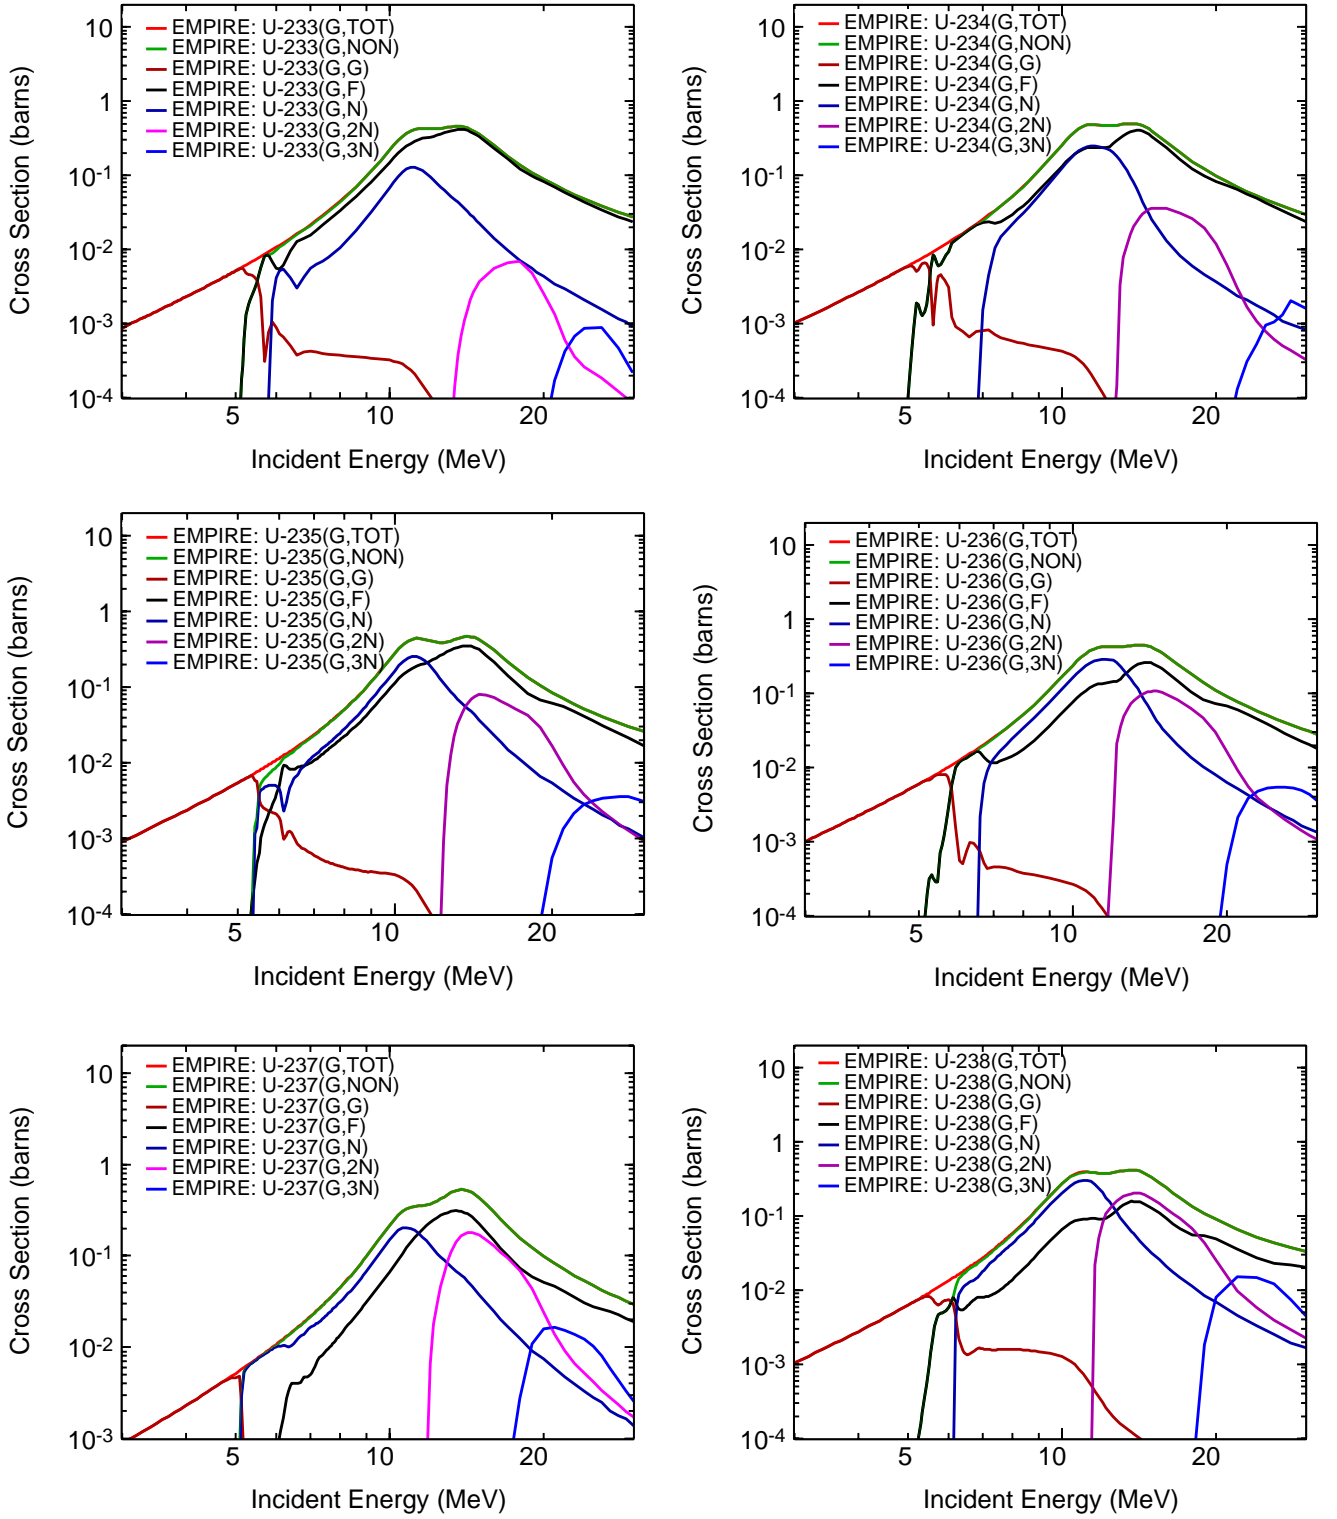 Cross Section (barns)
10
1
10-1
10-2
10-3
10-4
EMPIRE: U-233(G,TOT)
EMPIRE: U-233(G,NON)
EMPIRE: U-233(G,G)
EMPIRE: U-233(G,F)
EMPIRE: U-233(G,N)
EMPIRE: U-233(G,2N)
EMPIRE: U-233(G,3N)
5 10 20
Incident Energy (MeV)
Cross Section (barns)
10
1
10-1
10-2
10-3
10-4
EMPIRE: U-234(G,TOT)
EMPIRE: U-234(G,NON)
EMPIRE: U-234(G,G)
EMPIRE: U-234(G,F)
EMPIRE: U-234(G,N)
EMPIRE: U-234(G,2N)
EMPIRE: U-234(G,3N)
5 10 20
Incident Energy (MeV)
Cross Section (barns)
10
1
10-1
10-2
10-3
10-4
EMPIRE: U-235(G,TOT)
EMPIRE: U-235(G,NON)
EMPIRE: U-235(G,G)
EMPIRE: U-235(G,F)
EMPIRE: U-235(G,N)
EMPIRE: U-235(G,2N)
EMPIRE: U-235(G,3N)
5 10 20
Incident Energy (MeV)
Cross Section (barns)
10
1
10-1
10-2
10-3
10-4
EMPIRE: U-236(G,TOT)
EMPIRE: U-236(G,NON)
EMPIRE: U-236(G,G)
EMPIRE: U-236(G,F)
EMPIRE: U-236(G,N)
EMPIRE: U-236(G,2N)
EMPIRE: U-236(G,3N)
5 10 20
Incident Energy (MeV)
Cross Section (barns)
10
1
10-1
10-2
10-3
EMPIRE: U-237(G,TOT)
EMPIRE: U-237(G,NON)
EMPIRE: U-237(G,G)
EMPIRE: U-237(G,F)
EMPIRE: U-237(G,N)
EMPIRE: U-237(G,2N)
EMPIRE: U-237(G,3N)
5 10 20
Incident Energy (MeV)
Cross Section (barns)
10
1
10-1
10-2
10-3
10-4
EMPIRE: U-238(G,TOT)
EMPIRE: U-238(G,NON)
EMPIRE: U-238(G,G)
EMPIRE: U-238(G,F)
EMPIRE: U-238(G,N)
EMPIRE: U-238(G,2N)
EMPIRE: U-238(G,3N)
5 10 20
Incident Energy (MeV)